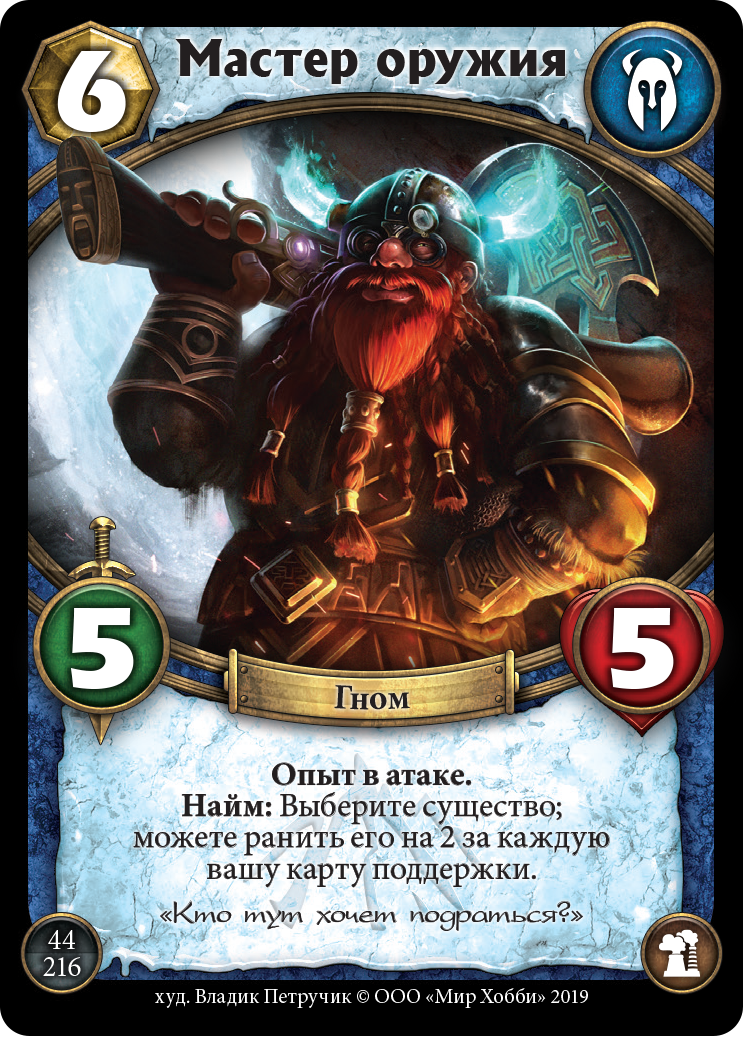 6
Мастер оружия
5
5
Гном
Опыт в атаке.
Найм: Выберите существо;
можете ранить его на 2 за каждую
вашу карту поддержки.
«Кто тут хочет подраться?»
44
216
худ. Владик Петручик © ООО «Мир Хобби» 2019